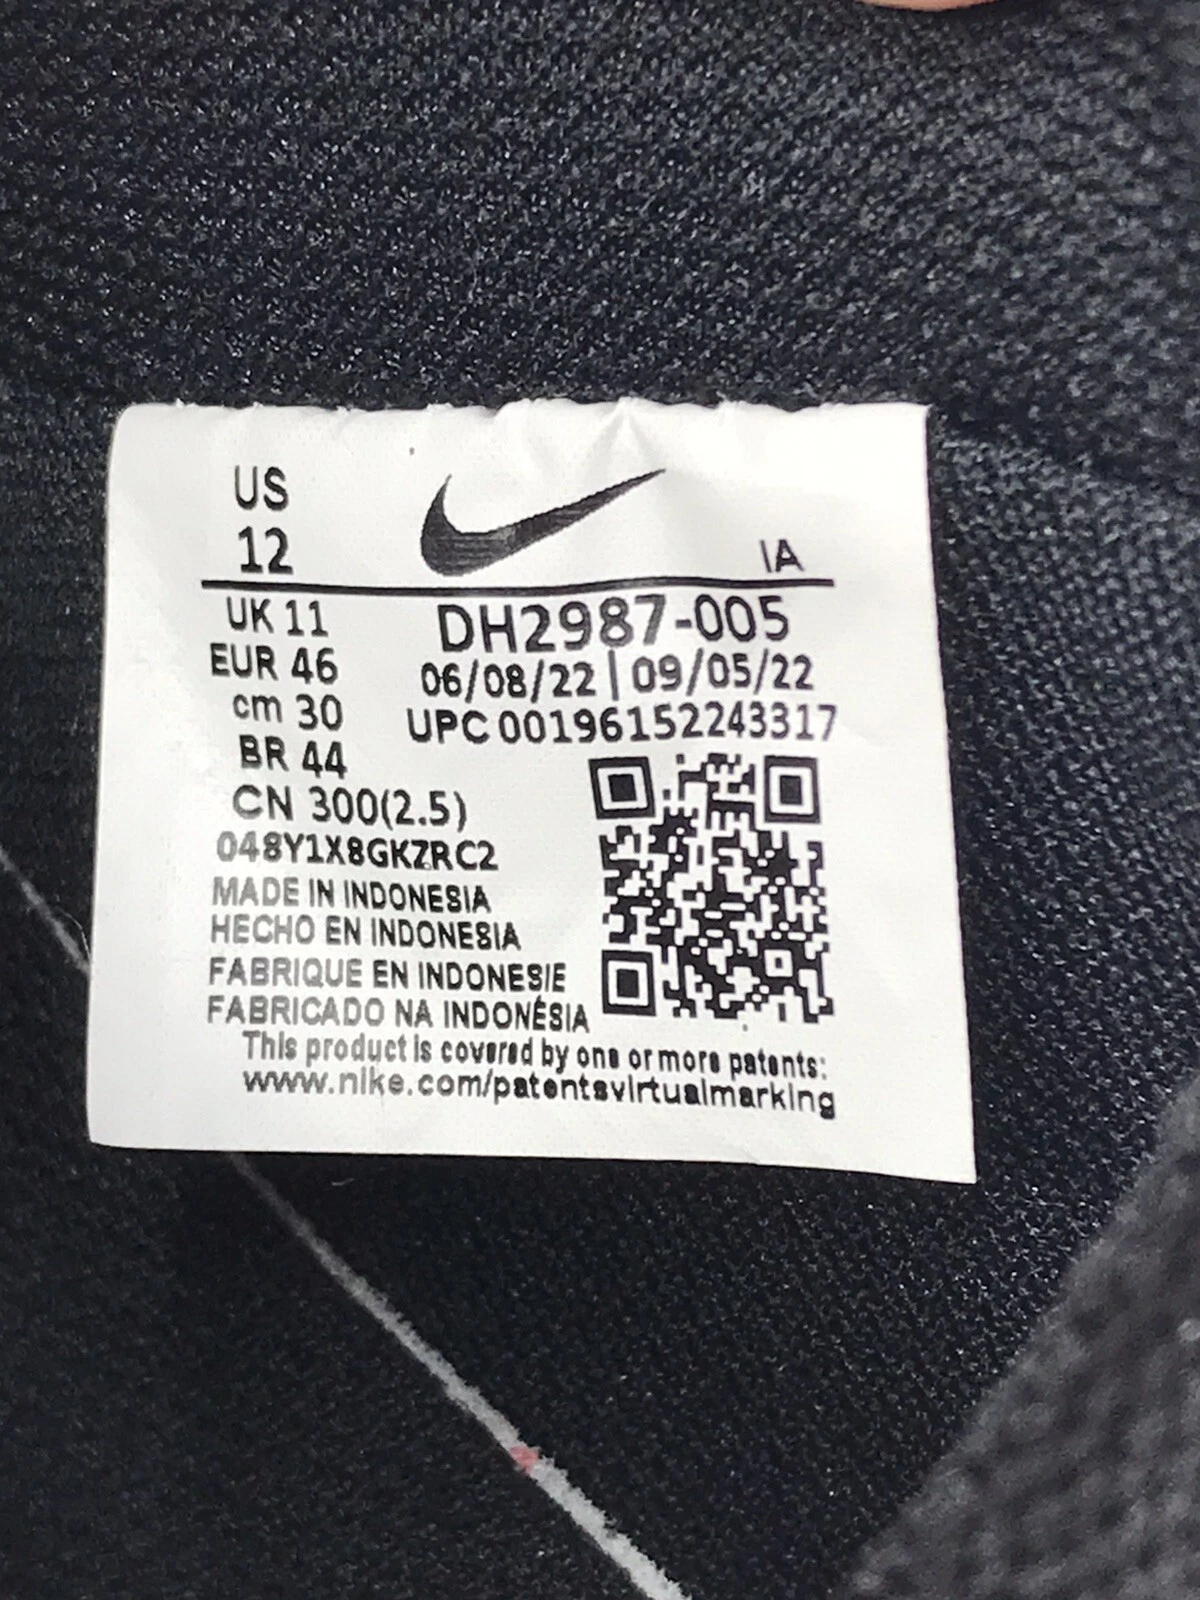 US
12
IA
UK 11
DH2987-005
EUR 46
06/08/22 | 09/05/22
cm 30
UPC 00196152243317
BR 44
CN 300(2.5)
048Y1X8GKZRC2
MADE IN INDONESIA
HECHO EN INDONESIA
FABRIQUE EN INDONESIE
FABRICADO NA INDONÉSIA
This product is covered by one or more patents:
www.nike.com/patentsvirtualmarking